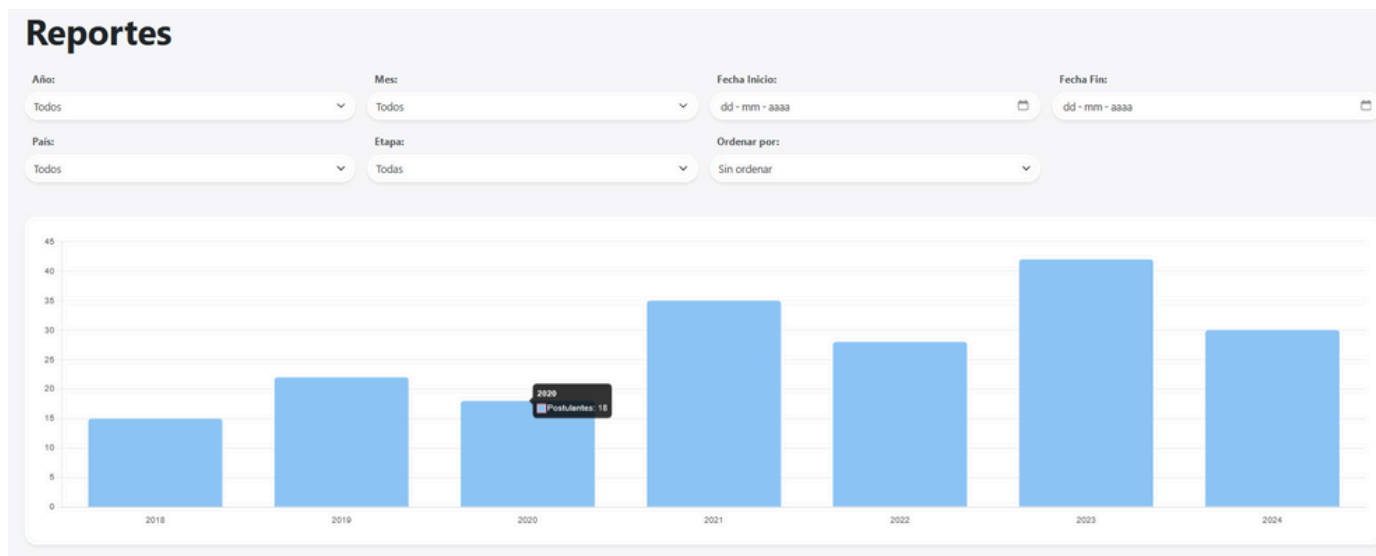 Reportes
Año: Mes: Fecha Inicio: Fecha Fin:
Todos Todos dd - mm - aaaa dd - mm - aaaa
País: Etapa: Ordenar por:
Todos Todas Sin ordenar
45
40
35
30
25
20
15
10
5
0
2020
Postulantes: 18
2018 2019 2020 2021 2022 2023 2024